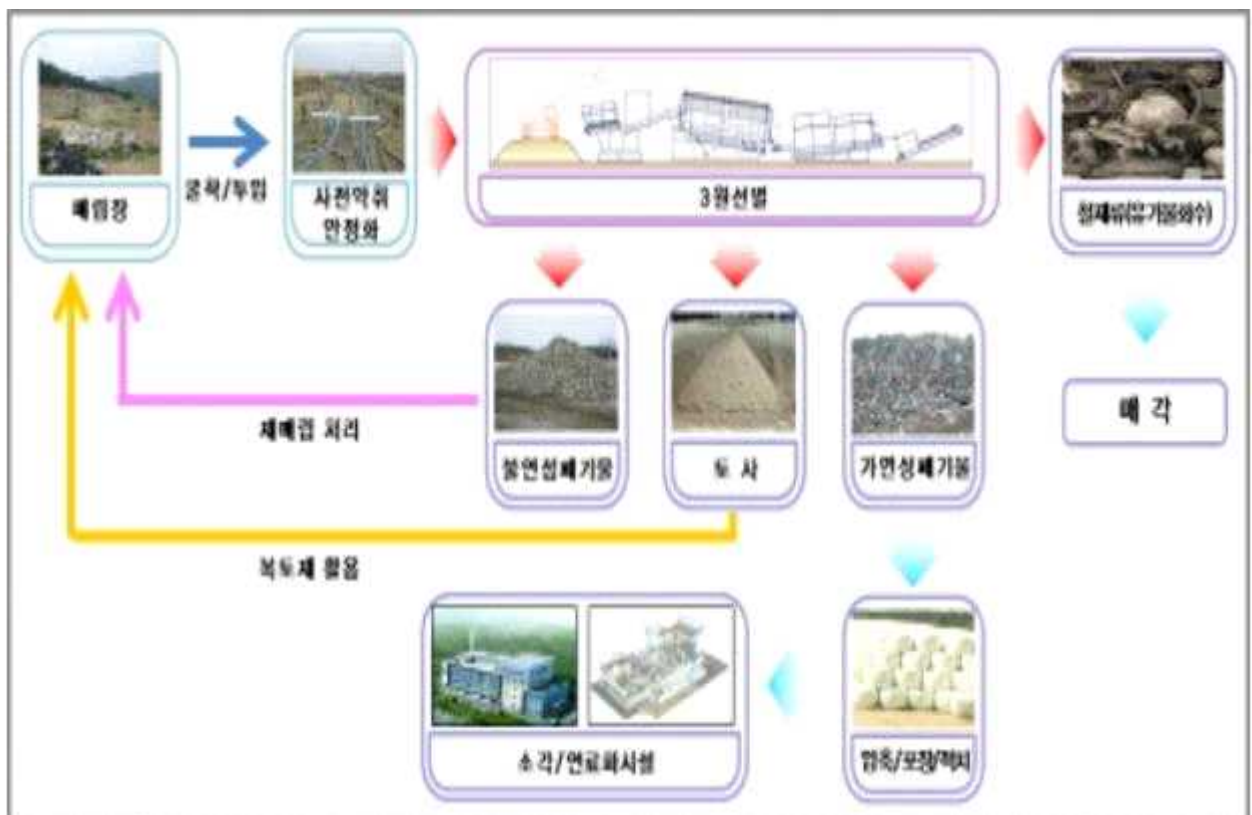 매립장
굴착/투입
사전악취
안정화
3원선별
철재류(유가물회수)
매 각
재매립 처리
불연성폐기물
토 사
가연성폐기물
복토재 활용
소각/연료화시설
압축/포장/적치